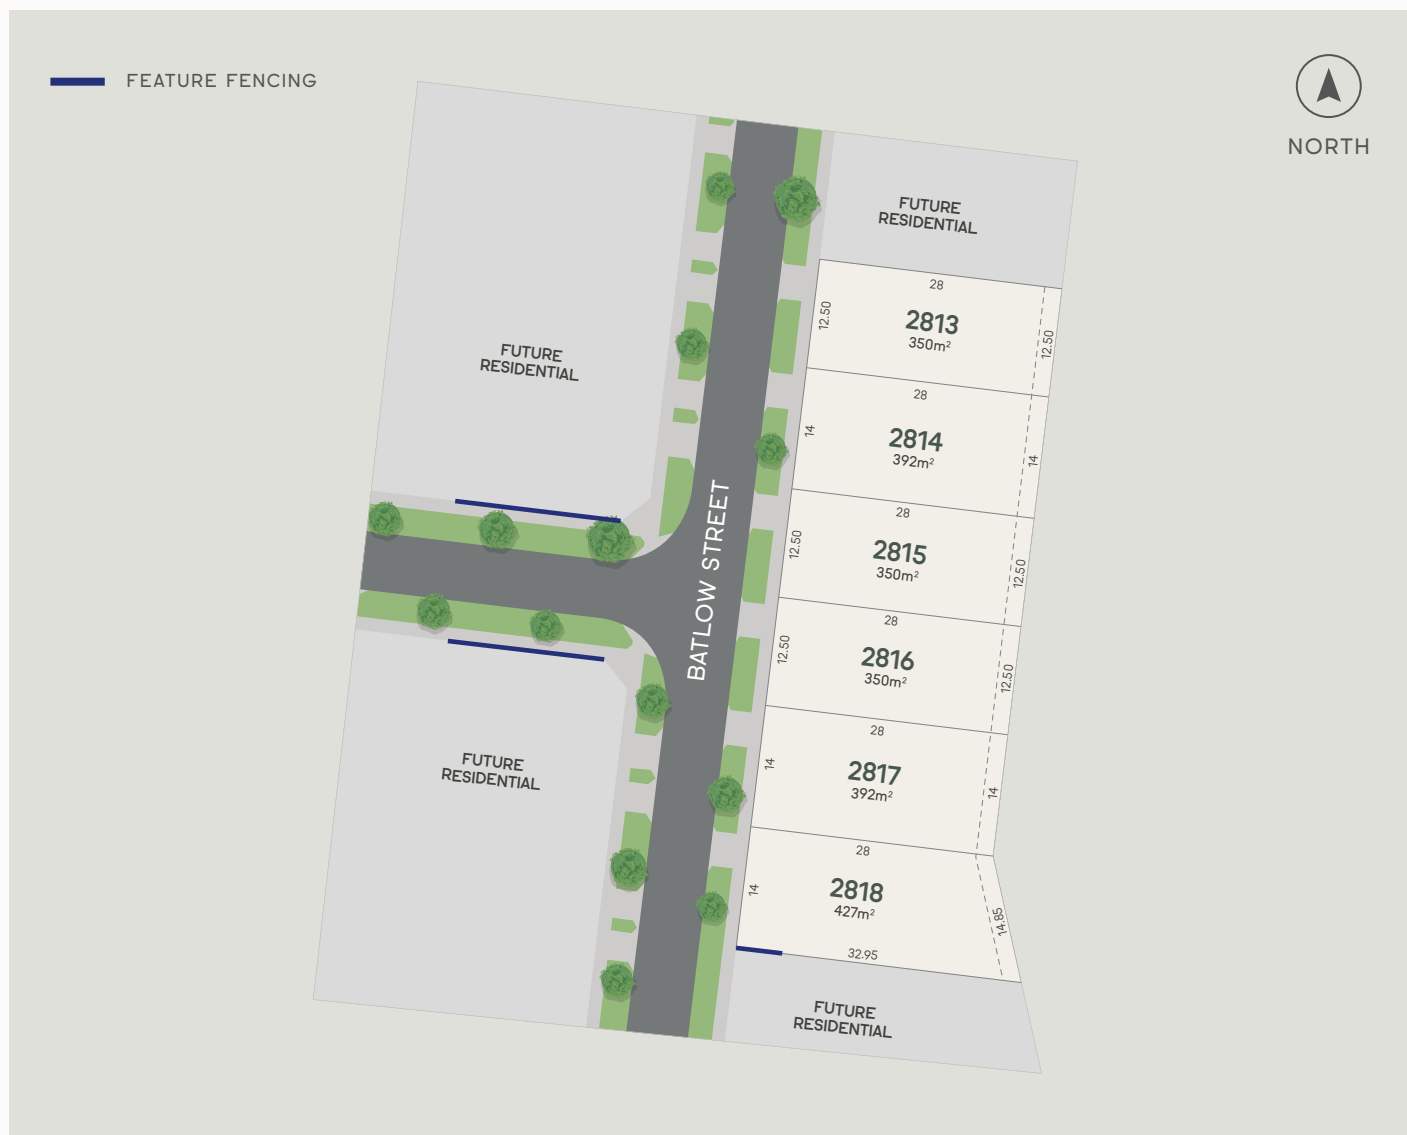 FEATURE FENCING
NORTH
FUTURE
RESIDENTIAL
28
12.50
2813
350m²
12.50
FUTURE
RESIDENTIAL
28
14
2814
392m²
14
28
12.50
2815
350m²
12.50
BATLOW STREET
28
12.50
2816
350m²
12.50
28
14
2817
392m²
14
FUTURE
RESIDENTIAL
28
14
2818
427m²
14.85
32.95
FUTURE
RESIDENTIAL